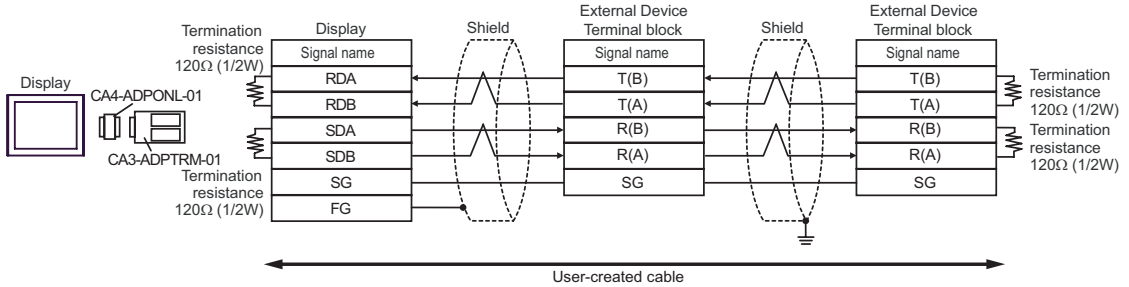 Display
CA4-ADPONL-01
CA3-ADPTRM-01
Termination
resistance
120Ω (1/2W)
Termination
resistance
120Ω (1/2W)
Display
Signal name
RDA
RDB
SDA
SDB
SG
FG
Shield
External Device
Terminal block
Signal name
T(B)
T(A)
R(B)
R(A)
SG
Shield
External Device
Terminal block
Signal name
T(B)
T(A)
R(B)
R(A)
SG
Termination
resistance
120Ω (1/2W)
Termination
resistance
120Ω (1/2W)
User-created cable